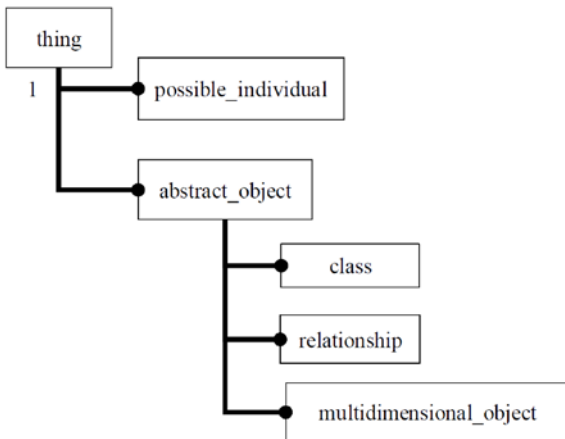 thing
1
possible_individual
abstract_object
class
relationship
multidimensional_object